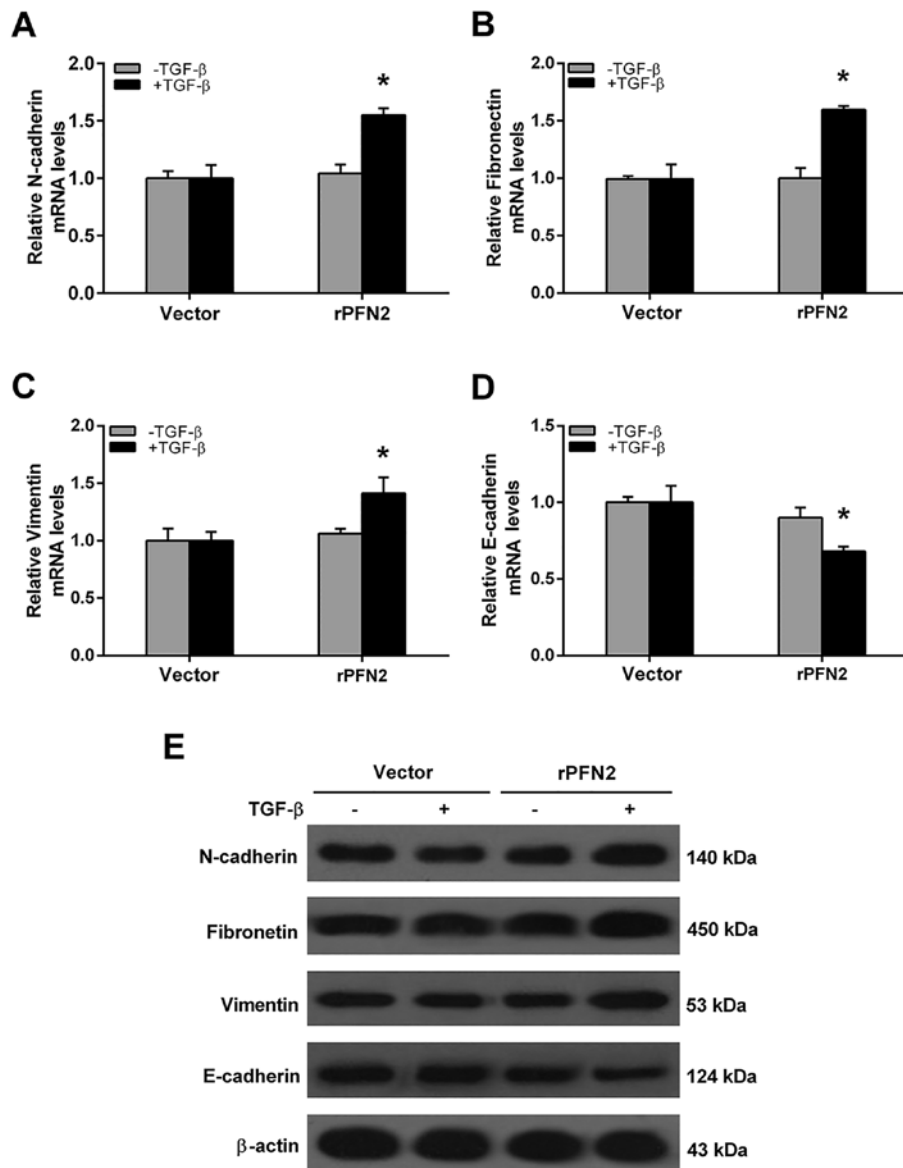 A
Relative N-cadherin
mRNA levels
2.0
1.5
1.0
0.5
0.0
-TGF-β
+TGF-β
*
Vector
rPFN2
B
Relative Fibronectin
mRNA levels
2.0
1.5
1.0
0.5
0.0
-TGF-β
+TGF-β
*
Vector
rPFN2
C
Relative Vimentin
mRNA levels
2.0
1.5
1.0
0.5
0.0
-TGF-β
+TGF-β
*
Vector
rPFN2
D
Relative E-cadherin
mRNA levels
1.5
1.0
0.5
0.0
-TGF-β
+TGF-β
*
Vector
rPFN2
E
Vector rPFN2
TGF-β - + - +
N-cadherin 140 kDa
Fibronetin 450 kDa
Vimentin 53 kDa
E-cadherin 124 kDa
β-actin 43 kDa